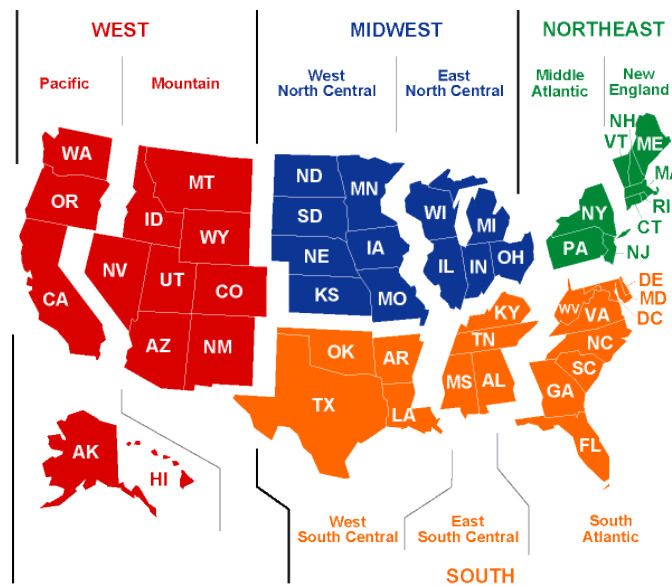 WEST
MIDWEST
NORTHEAST
Pacific
Mountain
West
North Central
East
North Central
Middle
Atlantic
New
England
NH
VT
ME
MA
RI
CT
NJ
NY
PA
WA
OR
CA
MT
ID
WY
NV
UT
CO
AZ
NM
ND
SD
NE
KS
MN
IA
MO
WI
MI
IL
IN
OH
DE
MD
DC
WV
VA
NC
SC
GA
FL
KY
TN
MS
AL
OK
AR
TX
LA
AK
HI
West
South Central
East
South Central
South
Atlantic
SOUTH